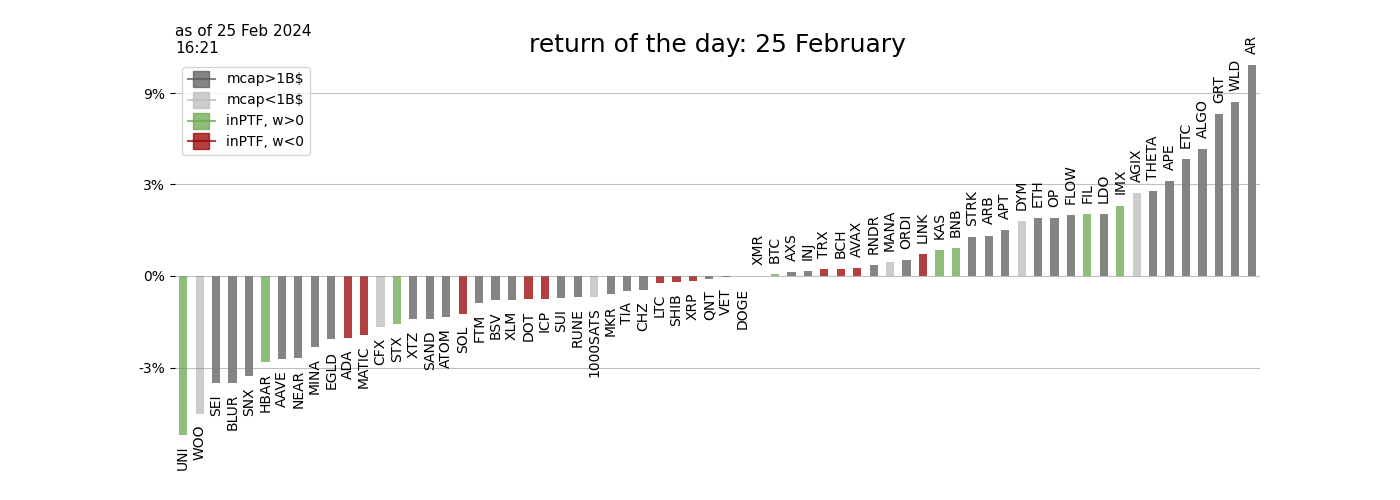 as of 25 Feb 2024
16:21
return of the day: 25 February
mcap>1B$
mcap<1B$
inPTF, w>0
inPTF, w<0
9%
3%
0%
-3%
UNI
WOO
SEI
BLUR
SNX
HBAR
AAVE
NEAR
MINA
EGLD
ADA
MATIC
CFX
STX
XTZ
SAND
ATOM
SOL
FTM
BSV
XLM
DOT
ICP
SUI
RUNE
1000SATS
MKR
TIA
CHZ
LTC
SHIB
XRP
QNT
VET
DOGE
XMR
BTC
AXS
INJ
TRX
BCH
AVAX
RNDR
MANA
ORDI
LINK
KAS
BNB
STRK
ARB
APT
DYM
ETH
OP
FLOW
FIL
LDO
IMX
AGIX
THETA
APE
ETC
ALGO
GRT
WLD
AR